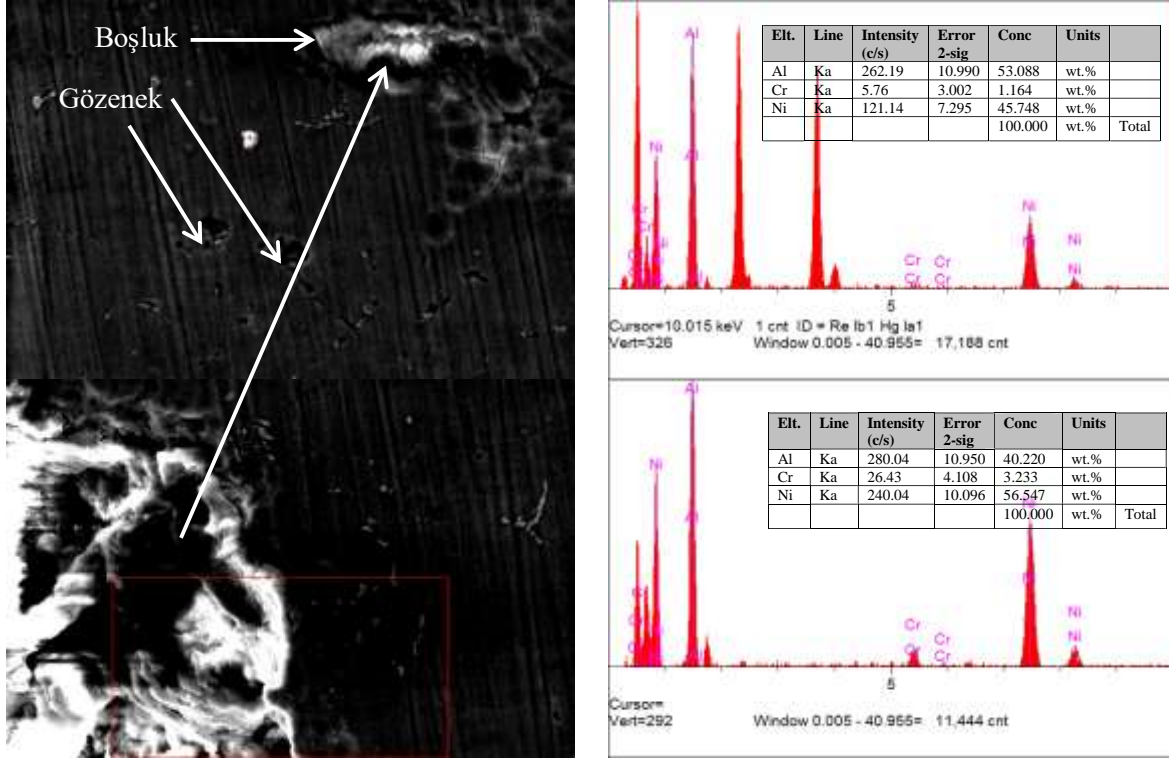 Boşluk
Gözenek
Elt. Line Intensity (c/s) Error 2-sig Conc Units
Al Ka 262.19 10.990 53.088 wt.%
Cr Ka 5.76 3.002 1.164 wt.%
Ni Ka 121.14 7.295 45.748 wt.%
100.000 wt.% Total
Al
Ni
Al
Cr
Cr
Ni
Ni
Ni
Ni
Cr
Cr
Cr
Cr
5
Cursor=10.015 keV 1 cnt ID = Re lb1 Hg la1
Vert=326 Window 0.005 - 40.955= 17,188 cnt
Elt. Line Intensity (c/s) Error 2-sig Conc Units
Al Ka 280.04 10.950 40.220 wt.%
Cr Ka 26.43 4.108 3.233 wt.%
Ni Ka 240.04 10.096 56.547 wt.%
100.000 wt.% Total
Al
Ni
Al
Ni
Ni
Cr
Cr
Cr
Cr
5
Cursor=
Vert=292 Window 0.005 - 40.955= 11,444 cnt